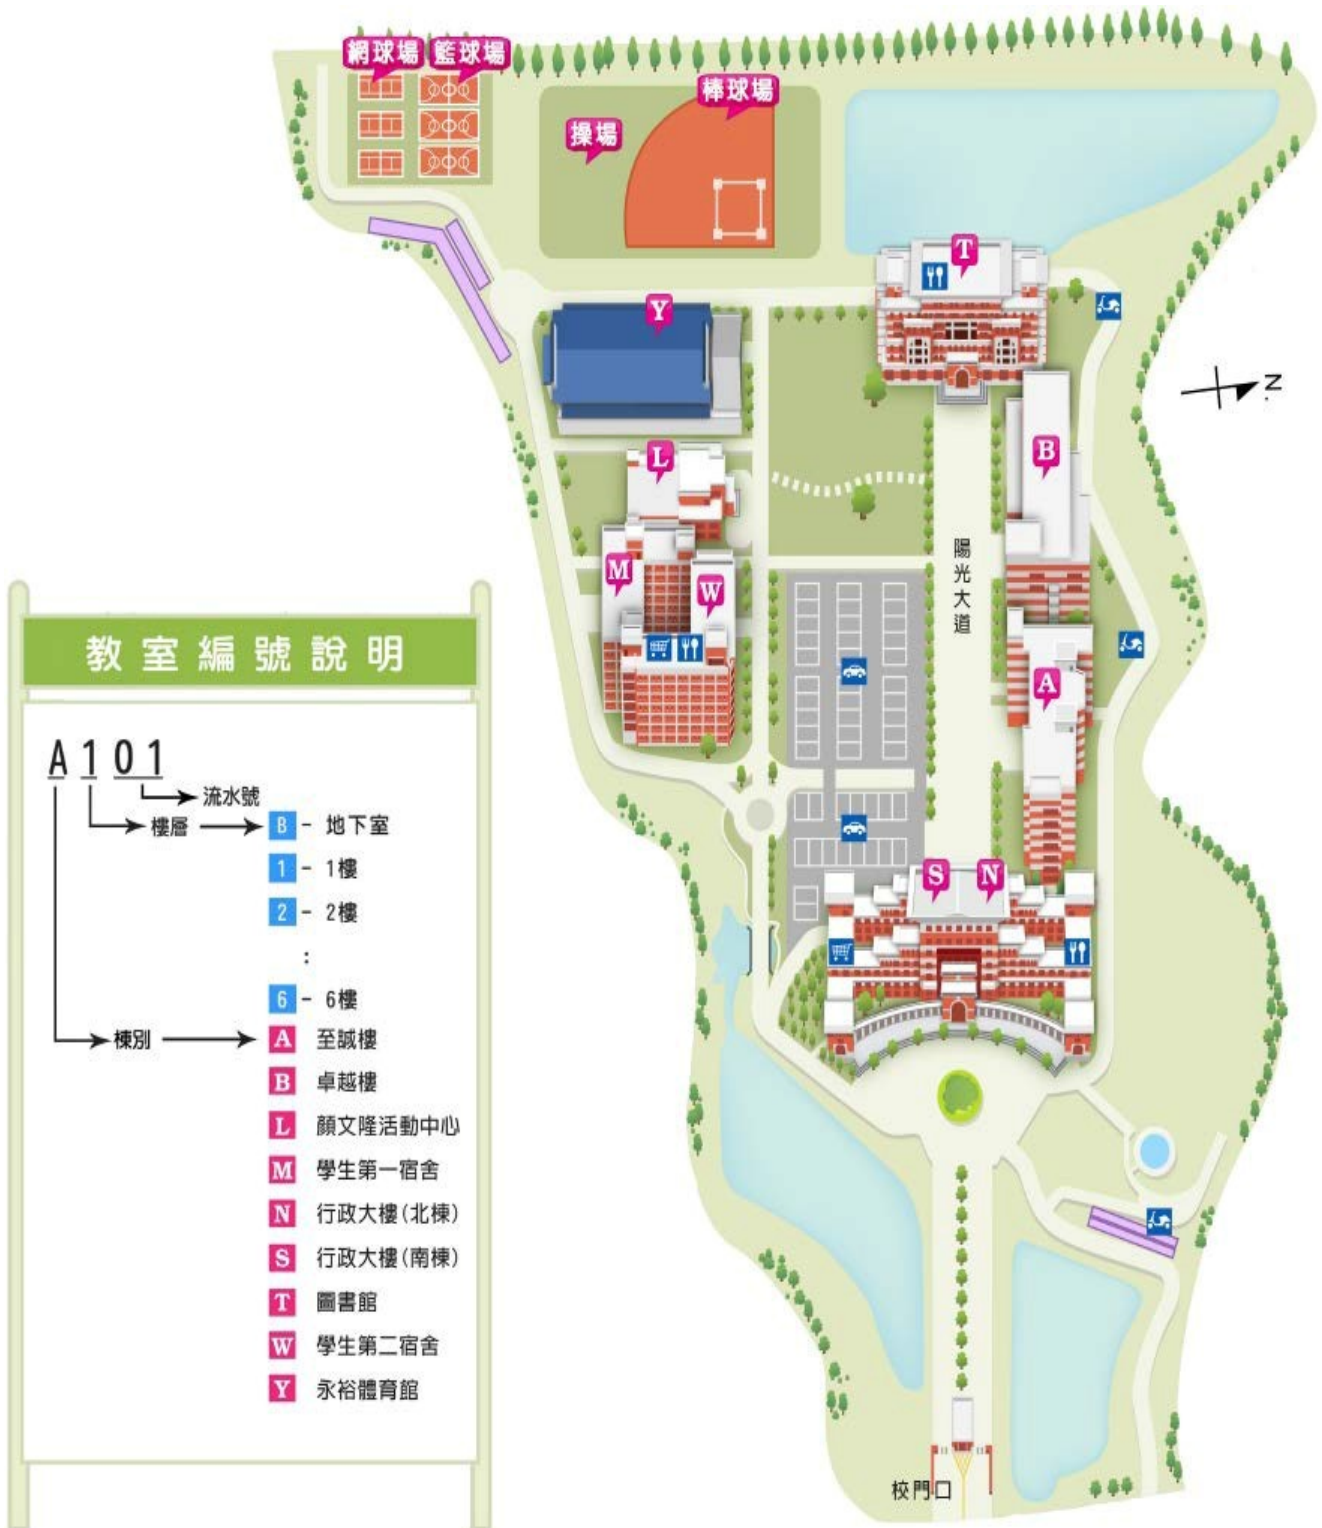 網球場 籃球場
棒球場
操場
T
Y
N
B
L
陽光大道
M
W
A
S N
校門口
教室編號說明
A 1 0 1
流水號
樓層
B - 地下室
1 - 1樓
2 - 2樓
:
6 - 6樓
棟別
A 至誠樓
B 卓越樓
L 顏文隆活動中心
M 學生第一宿舍
N 行政大樓(北棟)
S 行政大樓(南棟)
T 圖書館
W 學生第二宿舍
Y 永裕體育館